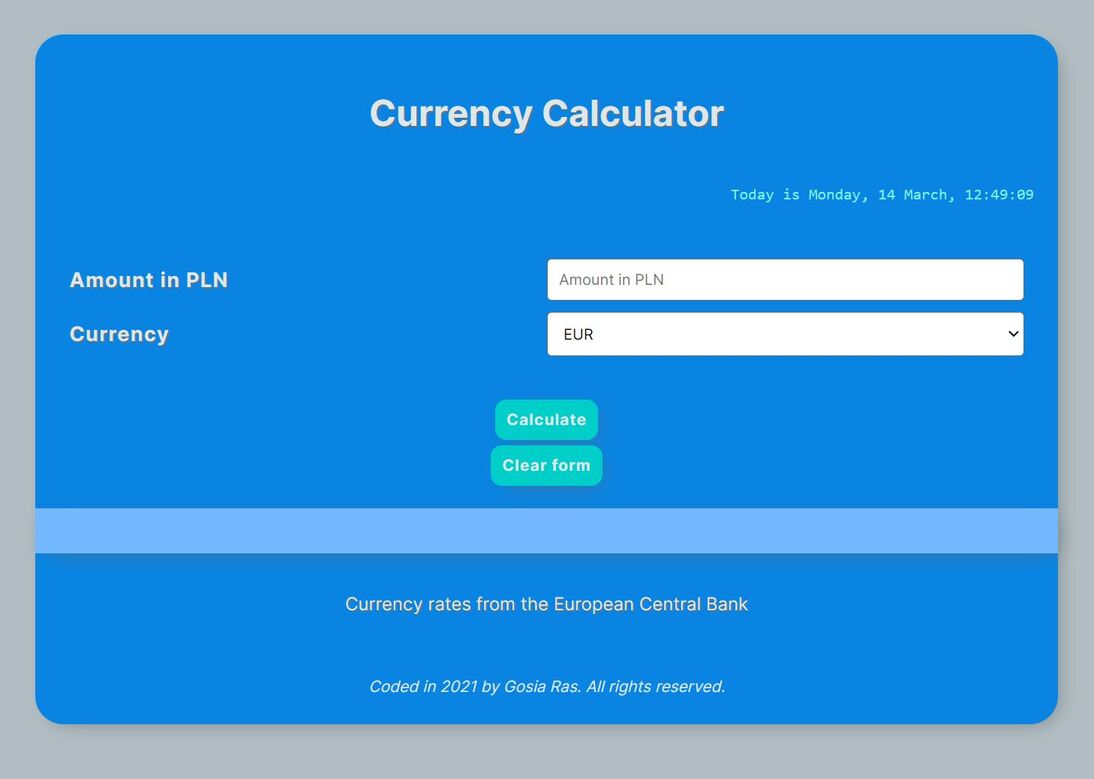 Currency Calculator
Today is Monday, 14 March, 12:49:09
Amount in PLN
Amount in PLN
Currency
EUR
Calculate
Clear form
Currency rates from the European Central Bank
Coded in 2021 by Gosia Ras. All rights reserved.